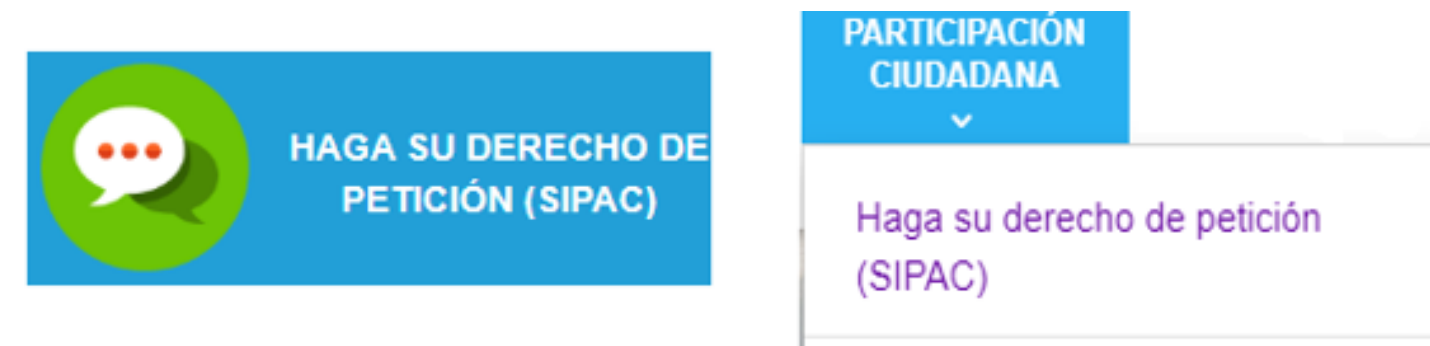 HAGA SU DERECHO DE
PETICIÓN (SIPAC)
PARTICIPACIÓN
CIUDADANA
Haga su derecho de petición
(SIPAC)